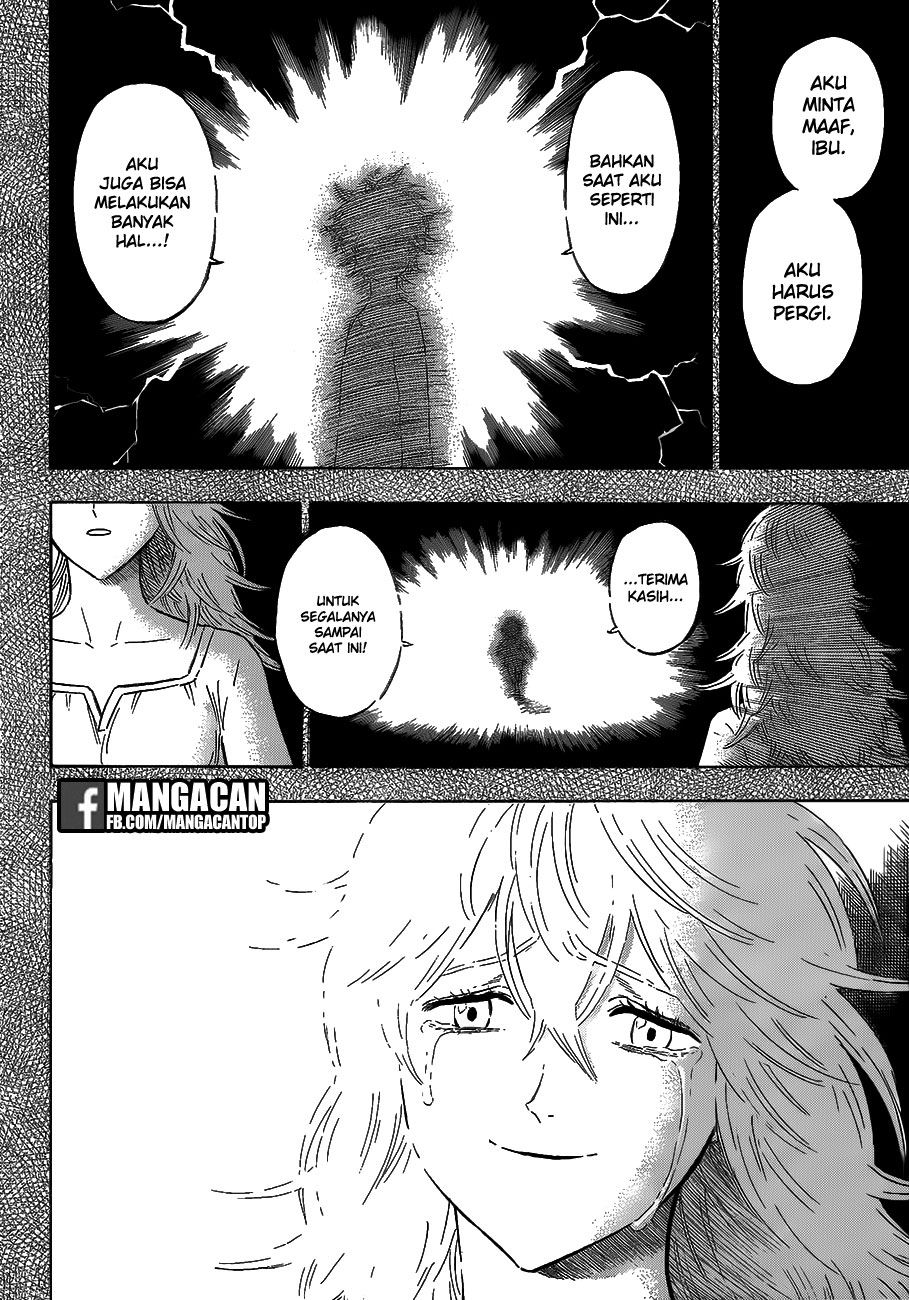 AKU
MINTA
MAAF,
IBU.
AKU
HARUS
PERGI.
BAHKAN
SAAT AKU
SEPERTI
INI...
AKU
JUGA BISA
MELAKUKAN
BANYAK
HAL...!
...TERIMA
KASIH...
UNTUK
SEGALANYA
SAMPAI
SAAT INI!
f MANGACAN
FB.COM/MANGACANTOP